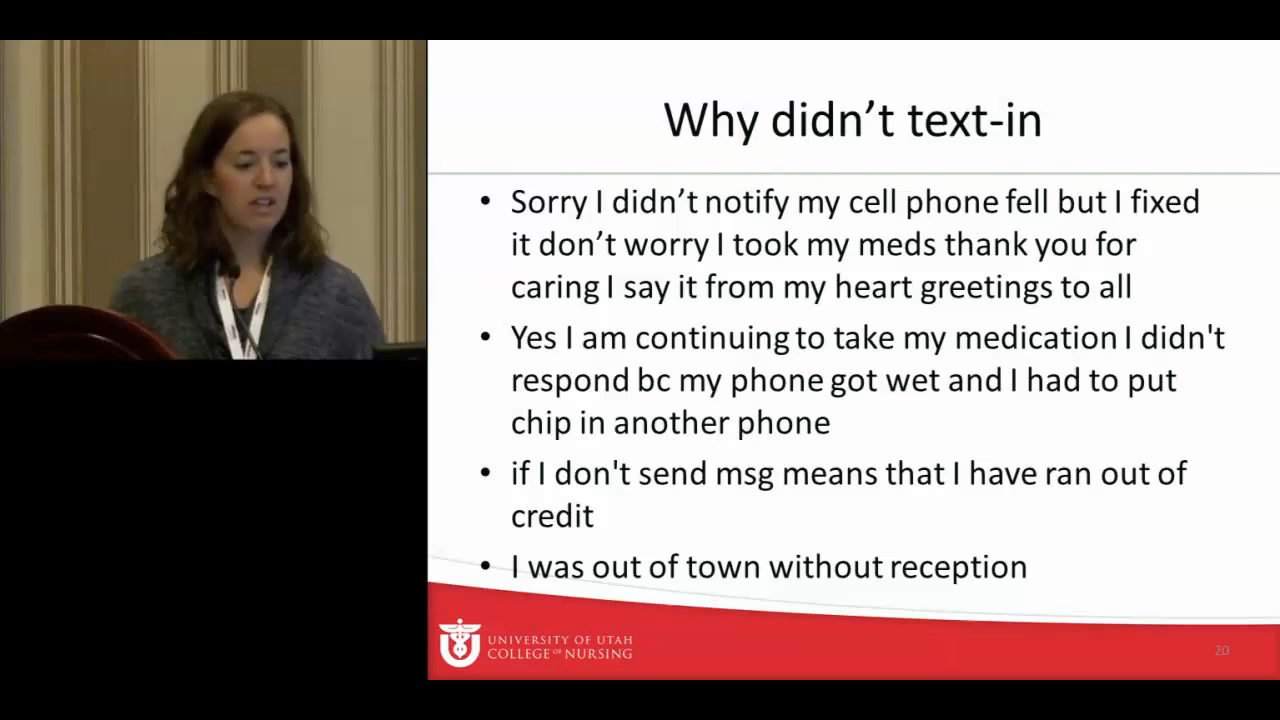 Why didn’t text-in
• Sorry I didn’t notify my cell phone fell but I fixed
it don’t worry I took my meds thank you for
caring I say it from my heart greetings to all
• Yes I am continuing to take my medication I didn't
respond bc my phone got wet and I had to put
chip in another phone
• if I don't send msg means that I have ran out of
credit
• I was out of town without reception
UNIVERSITY OF UTAH
COLLEGE OF NURSING
20